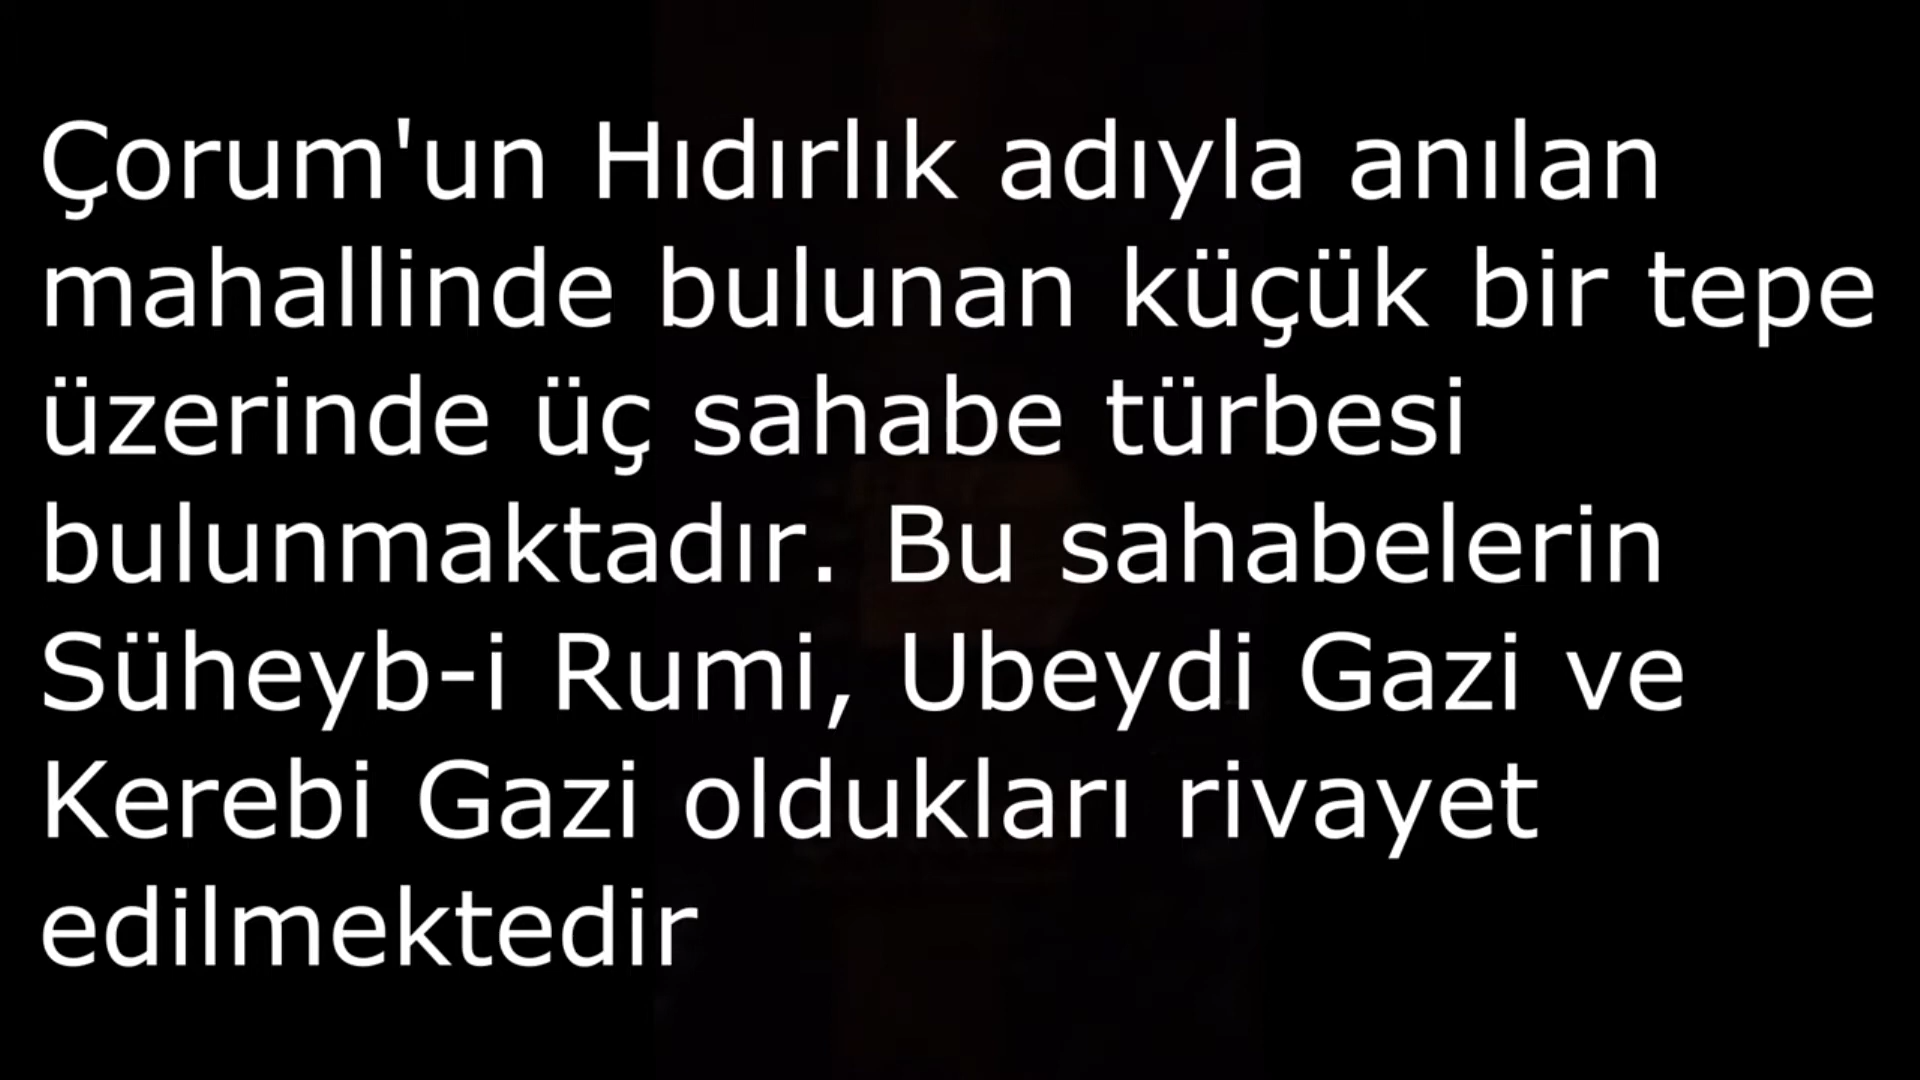 Çorum'un Hıdırlık adıyla anılan
mahallinde bulunan küçük bir tepe
üzerinde üç sahabe türbesi
bulunmaktadır. Bu sahabelerin
Süheyb-i Rumi, Ubeydi Gazi ve
Kerebi Gazi oldukları rivayet
edilmektedir